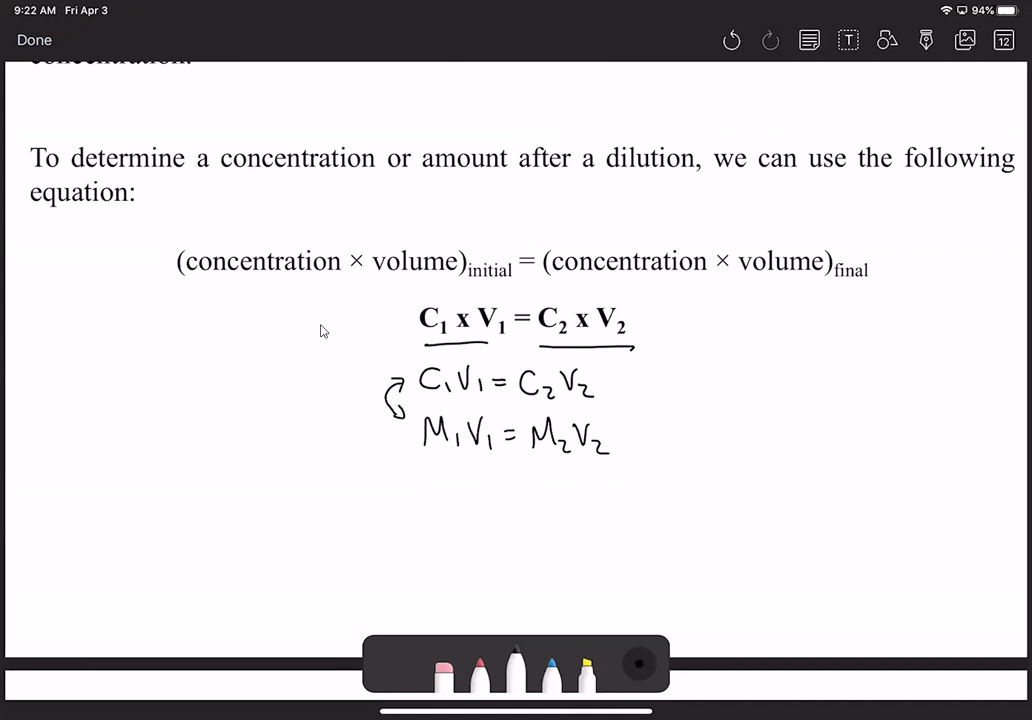 9:22 AM Fri Apr 3
94%
Done
T
12
concentration.
To determine a concentration or amount after a dilution, we can use the following
equation:
(concentration × volume)initial = (concentration × volume)final
C₁ x V₁ = C₂ x V₂
C₁V₁ = C₂V₂
M₁V₁ = M₂V₂